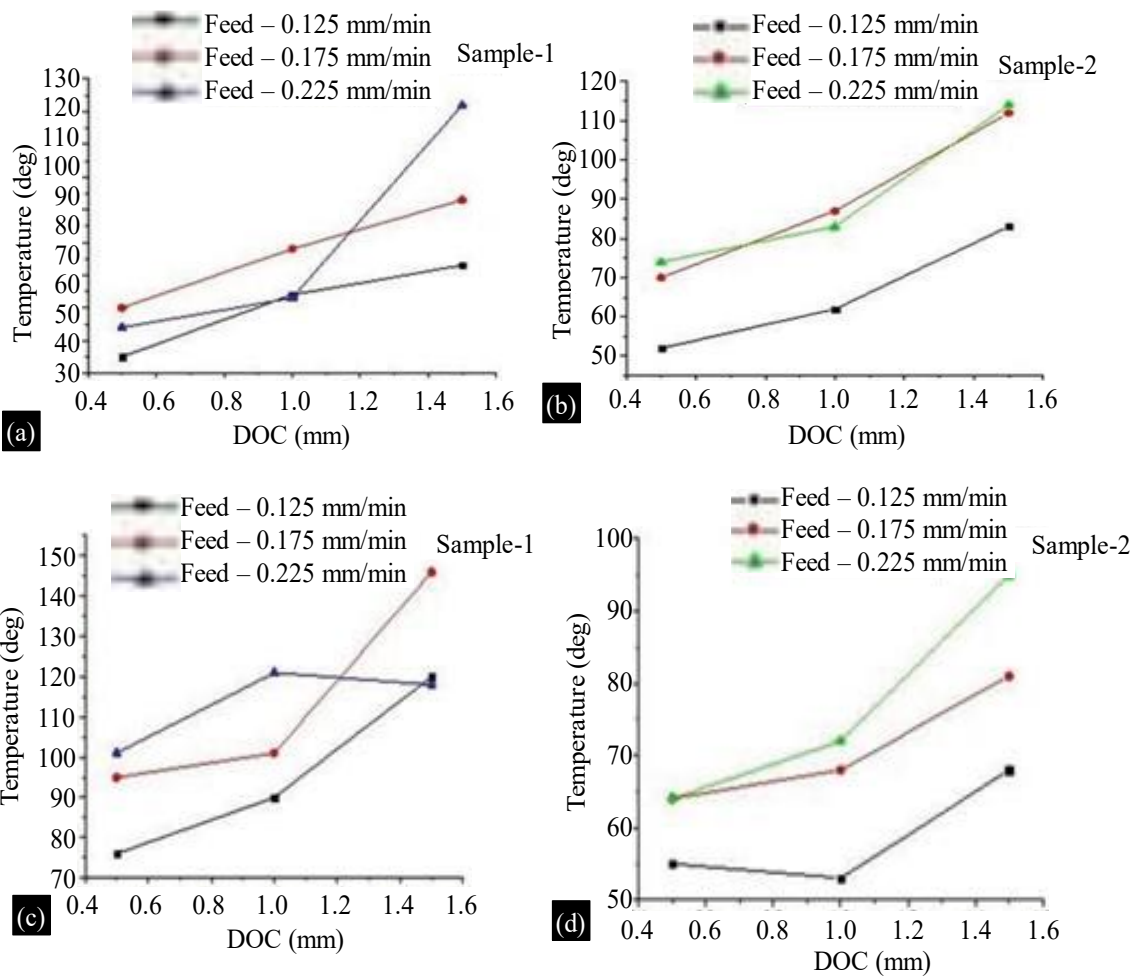 Feed – 0.125 mm/min
Feed – 0.175 mm/min
Feed – 0.225 mm/min
Sample-1
130
120
110
100
90
80
70
60
50
40
30
Temperature (deg)
0.4 0.6 0.8 1.0 1.2 1.4 1.6
DOC (mm)
(a)
Feed – 0.125 mm/min
Feed – 0.175 mm/min
Feed – 0.225 mm/min
Sample-2
120
110
100
90
80
70
60
50
Temperature (deg)
0.4 0.6 0.8 1.0 1.2 1.4 1.6
DOC (mm)
(b)
Feed – 0.125 mm/min
Feed – 0.175 mm/min
Feed – 0.225 mm/min
Sample-1
150
140
130
120
110
100
90
80
70
Temperature (deg)
0.4 0.6 0.8 1.0 1.2 1.4 1.6
DOC (mm)
(c)
Feed – 0.125 mm/min
Feed – 0.175 mm/min
Feed – 0.225 mm/min
Sample-2
100
90
80
70
60
50
Temperature (deg)
0.4 0.6 0.8 1.0 1.2 1.4 1.6
DOC (mm)
(d)